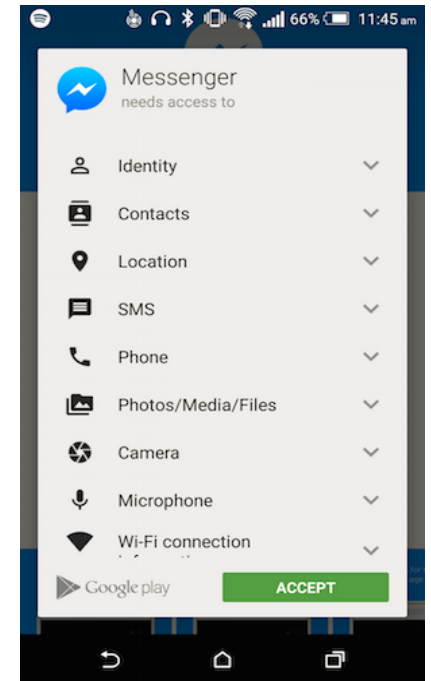 66% 11:45 am
Messenger
needs access to
Identity
Contacts
Location
SMS
Phone
Photos/Media/Files
Camera
Microphone
Wi-Fi connection
Google play ACCEPT